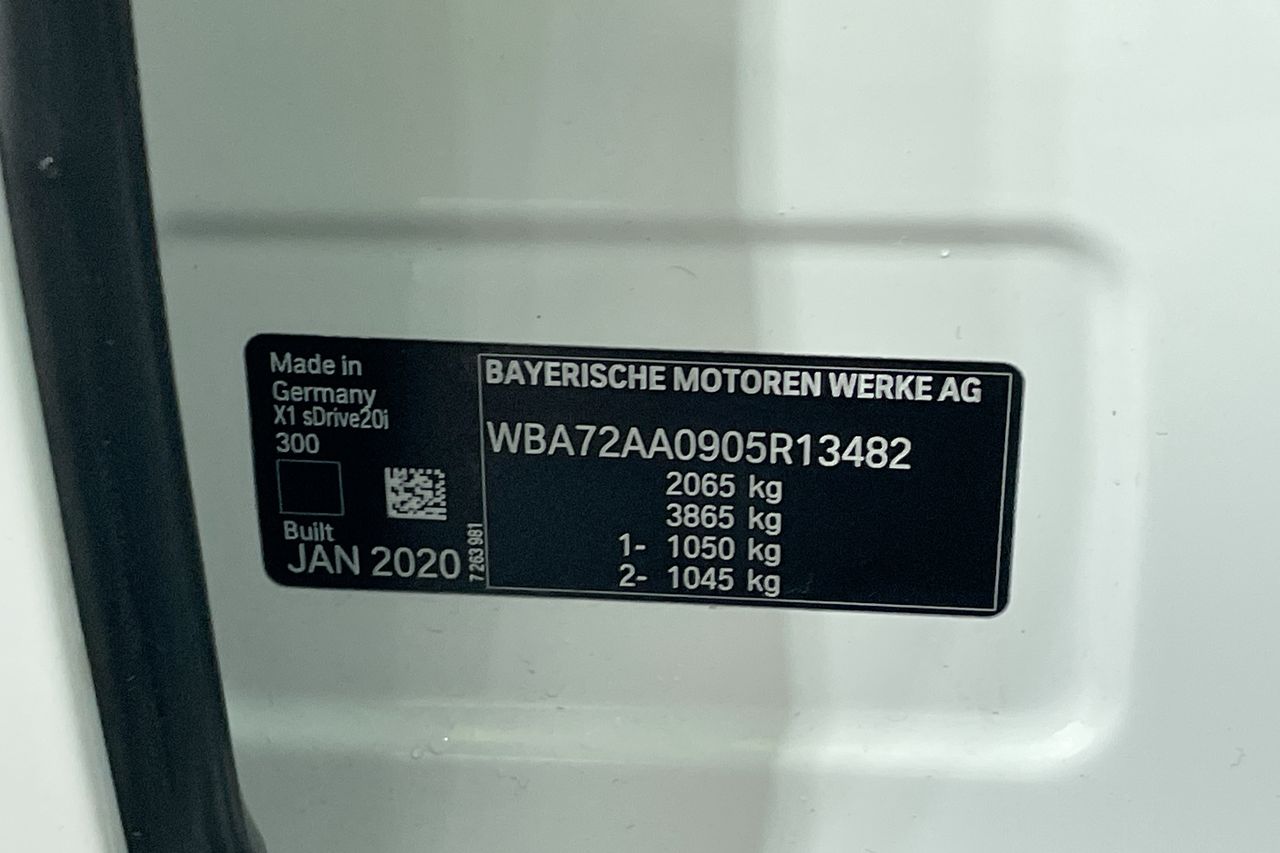 Made in
Germany
X1 sDrive20i
300
Built
JAN 2020
7 263 981
BAYERISCHE MOTOREN WERKE AG
WBA72AA0905R13482
2065 kg
3865 kg
1- 1050 kg
2- 1045 kg